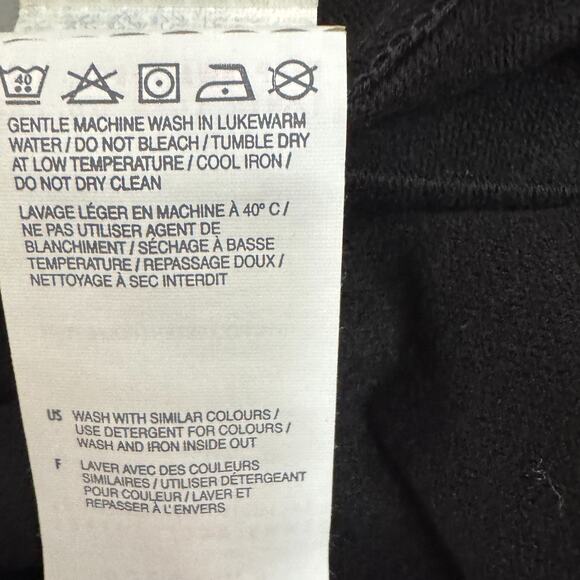 40
GENTLE MACHINE WASH IN LUKEWARM
WATER / DO NOT BLEACH / TUMBLE DRY
AT LOW TEMPERATURE / COOL IRON /
DO NOT DRY CLEAN
LAVAGE LÉGER EN MACHINE À 40° C /
NE PAS UTILISER AGENT DE
BLANCHIMENT / SÉCHAGE À BASSE
TEMPERATURE / REPASSAGE DOUX /
NETTOYAGE À SEC INTERDIT
US WASH WITH SIMILAR COLOURS /
USE DETERGENT FOR COLOURS /
WASH AND IRON INSIDE OUT
F LAVER AVEC DES COULEURS
SIMILAIRES / UTILISER DÉTERGEANT
POUR COULEUR / LAVER ET
REPASSER À L'ENVERS